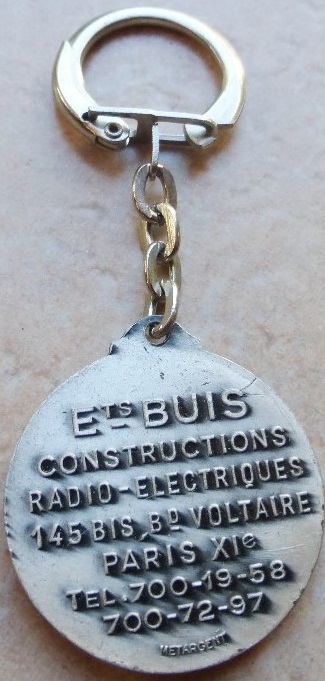 Ets BUIS
CONSTRUCTIONS
RADIO-ELECTRIQUES
145 BIS, BD VOLTAIRE
PARIS XIe
TEL.700-19-58
700-72-97
METARGENT